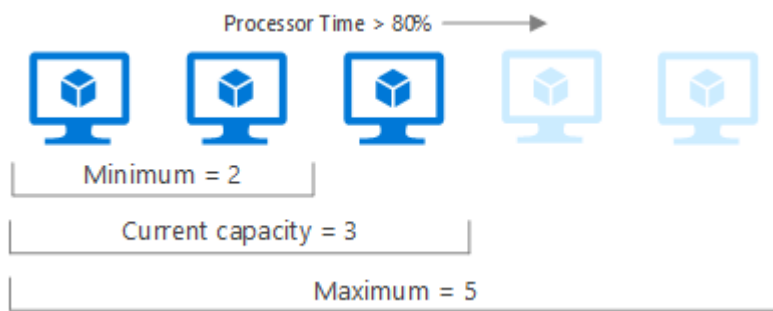 Processor Time > 80%
Minimum = 2
Current capacity = 3
Maximum = 5